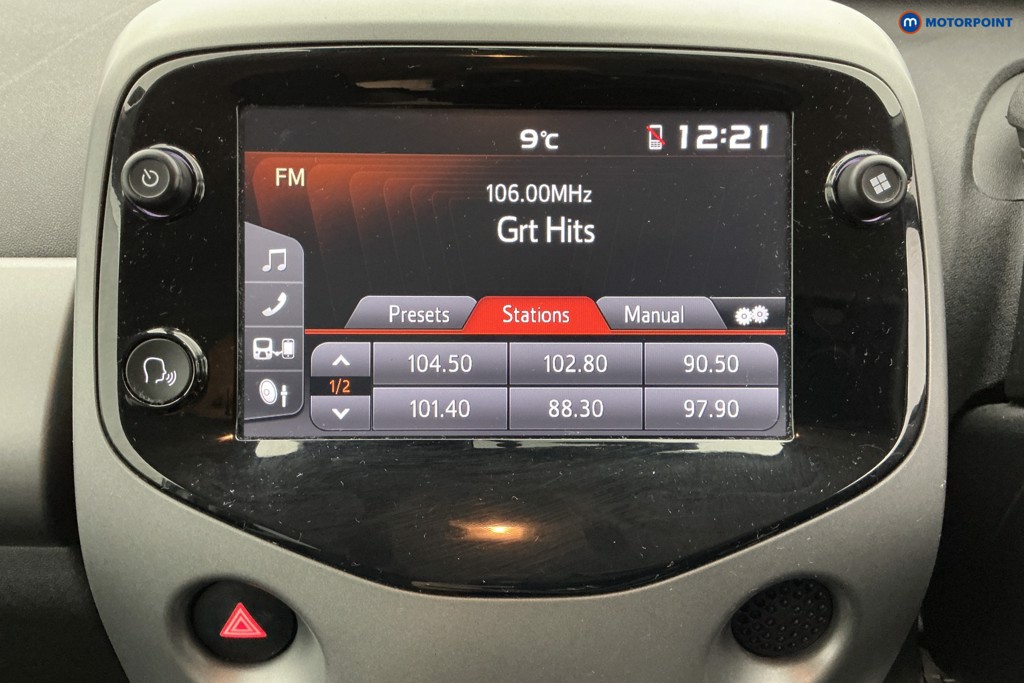 m MOTORPOINT
9°C 12:21
FM
106.00MHz
Grt Hits
Presets Stations Manual
104.50 102.80 90.50
1/2
101.40 88.30 97.90